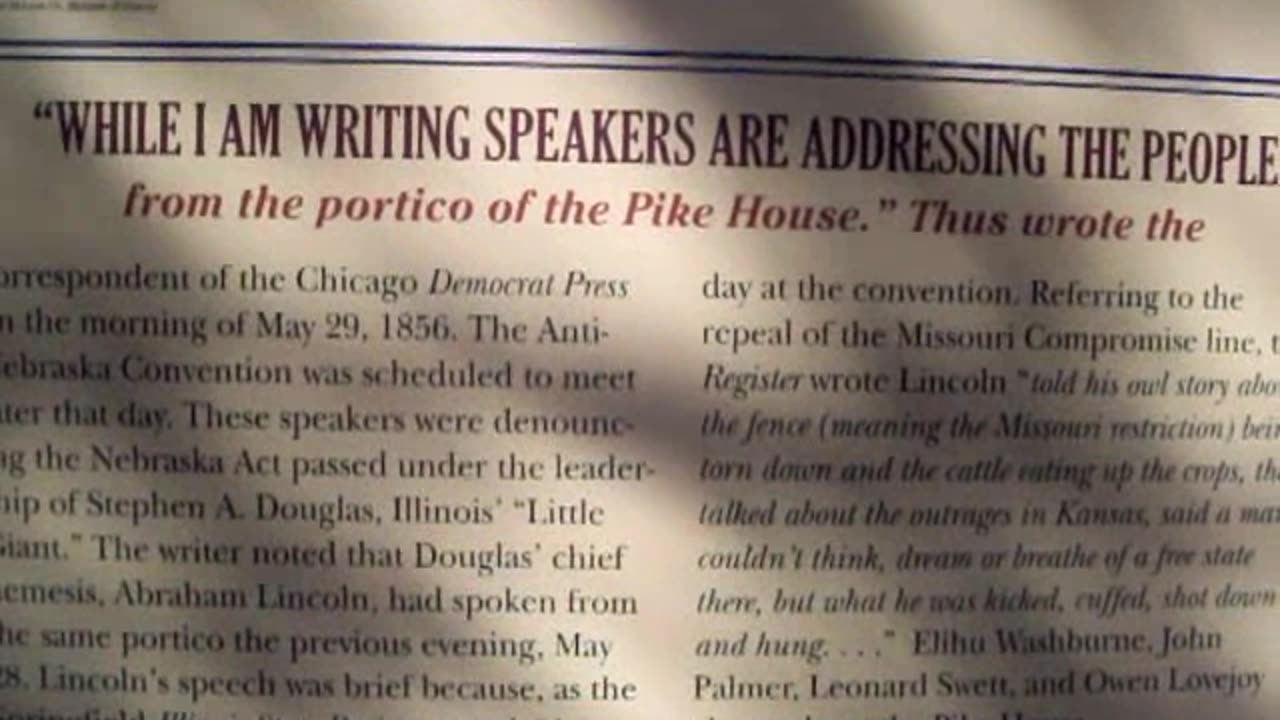 “WHILE I AM WRITING SPEAKERS ARE ADDRESSING THE PEOPLE
from the portico of the Pike House.” Thus wrote the
orrespondent of the Chicago Democrat Press
n the morning of May 29, 1856. The Anti-
ebraska Convention was scheduled to meet
ater that day. These speakers were denounc-
ng the Nebraska Act passed under the leader-
hip of Stephen A. Douglas, Illinois’ “Little
Giant.” The writer noted that Douglas’ chief
emesis, Abraham Lincoln, had spoken from
he same portico the previous evening, May
28. Lincoln’s speech was brief because, as the
day at the convention. Referring to the
repeal of the Missouri Compromise line, t
Register wrote Lincoln “told his owl story abo
the fence (meaning the Missouri restriction) bein
torn down and the cattle eating up the crops, the
talked about the outrages in Kansas, said a man
couldn’t think, dream or breathe of a free state
there, but what he was kicked, cuffed, shot down
and hung. . . .” Elihu Washburne, John
Palmer, Leonard Swett, and Owen Lovejoy